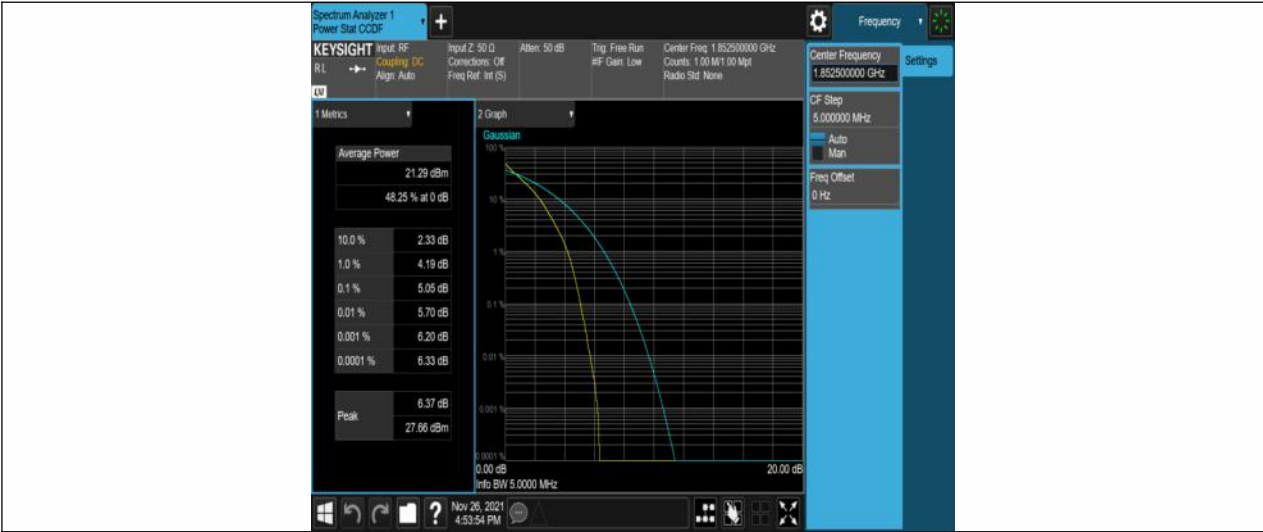 Spectrum Analyzer 1
Power Stat CCDF
+
Frequency
KEYSIGHT
R L
LW
Input: RF
Coupling: DC
Align: Auto
Input Z: 50 Ω
Corrections: Off
Freq Ref: Int (S)
Atten: 50 dB
Trig: Free Run
#IF Gain: Low
Center Freq: 1.852500000 GHz
Counts: 1.00 M/1.00 Mpt
Radio Std: None
Center Frequency
1.852500000 GHz
Settings
CF Step
5.000000 MHz
Auto
Man
Freq Offset
0 Hz
1 Metrics
Average Power
21.29 dBm
48.25 % at 0 dB
10.0 % 2.33 dB
1.0 % 4.19 dB
0.1 % 5.05 dB
0.01 % 5.70 dB
0.001 % 6.20 dB
0.0001 % 6.33 dB
Peak
6.37 dB
27.66 dBm
2 Graph
Gaussian
100 %
10 %
1 %
0.1 %
0.01 %
0.001 %
0.0001 %
0.00 dB 20.00 dB
Info BW 5.0000 MHz
?
Nov 26, 2021
4:53:54 PM